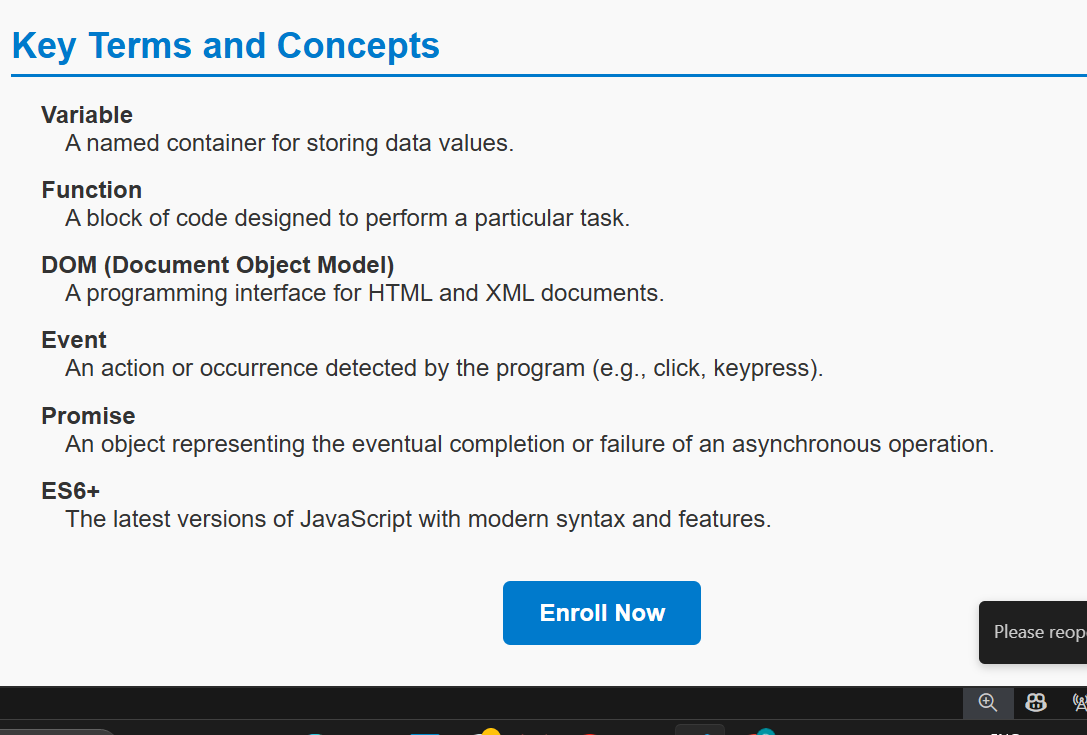 Key Terms and Concepts
Variable
A named container for storing data values.
Function
A block of code designed to perform a particular task.
DOM (Document Object Model)
A programming interface for HTML and XML documents.
Event
An action or occurrence detected by the program (e.g., click, keypress).
Promise
An object representing the eventual completion or failure of an asynchronous operation.
ES6+
The latest versions of JavaScript with modern syntax and features.
Enroll Now
Please reop